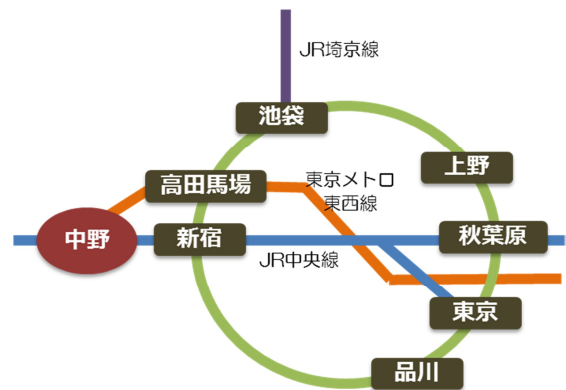 JR埼京線
池袋
上野
高田馬場
東京メトロ
東西線
中野
新宿
秋葉原
JR中央線
東京
品川